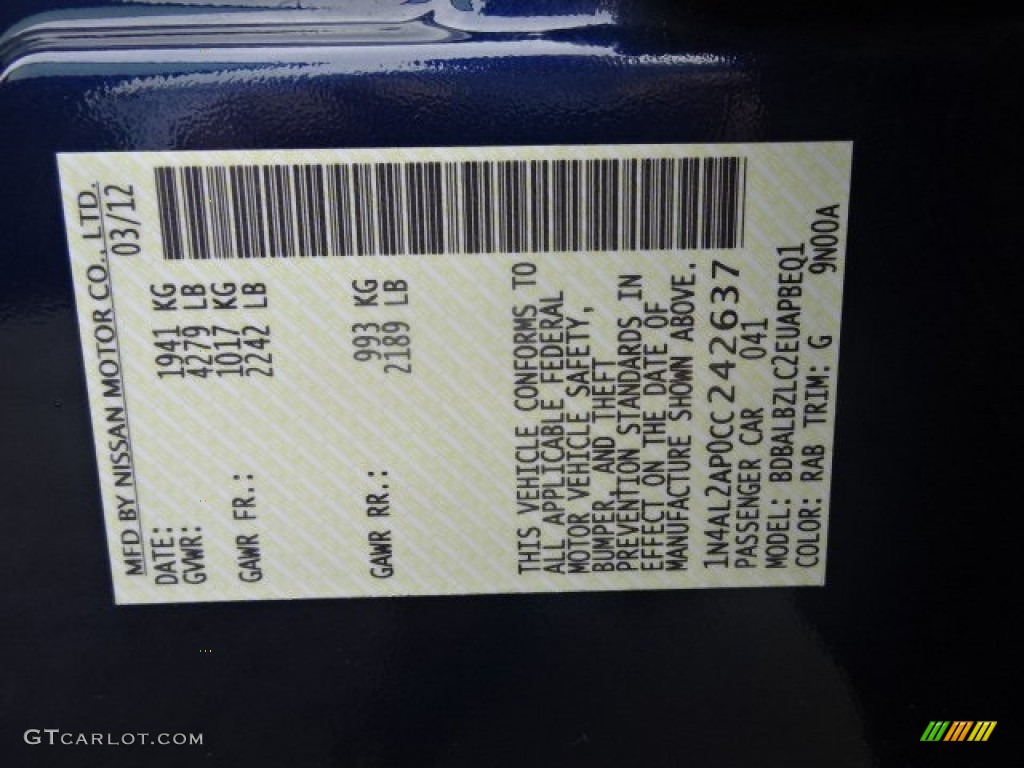 MFD BY NISSAN MOTOR CO., LTD.
DATE: 03/12
GVWR: 1941 KG
4279 LB
GAWR FR.: 1017 KG
2242 LB
GAWR RR.: 993 KG
2189 LB
THIS VEHICLE CONFORMS TO
ALL APPLICABLE FEDERAL
MOTOR VEHICLE SAFETY,
BUMPER, AND THEFT
PREVENTION STANDARDS IN
EFFECT ON THE DATE OF
MANUFACTURE SHOWN ABOVE.
1N4AL2AP0CC242637
PASSENGER CAR 041
MODEL: BDBALBZLC2EUAPBEQ1
COLOR: RAB TRIM: G 9N00A
GTCARLOT.COM